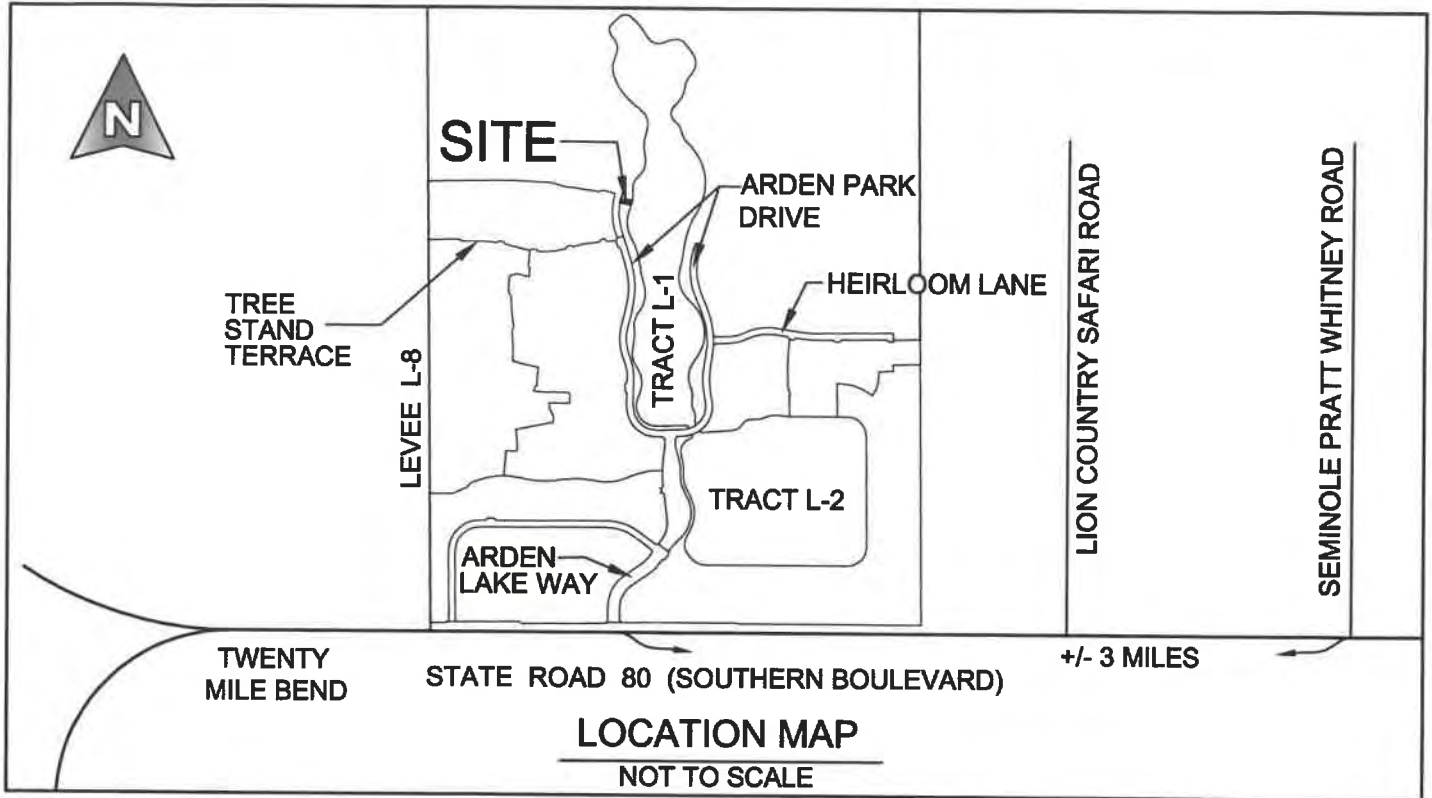 N
SITE
ARDEN PARK
DRIVE
HEIRLOOM LANE
TREE
STAND
TERRACE
LEVEE L-8
TRACT L-1
TRACT L-2
ARDEN
LAKE WAY
LION COUNTRY SAFARI ROAD
SEMINOLE PRATT WHITNEY ROAD
TWENTY
MILE BEND
STATE ROAD 80 (SOUTHERN BOULEVARD)
+/- 3 MILES
LOCATION MAP
NOT TO SCALE